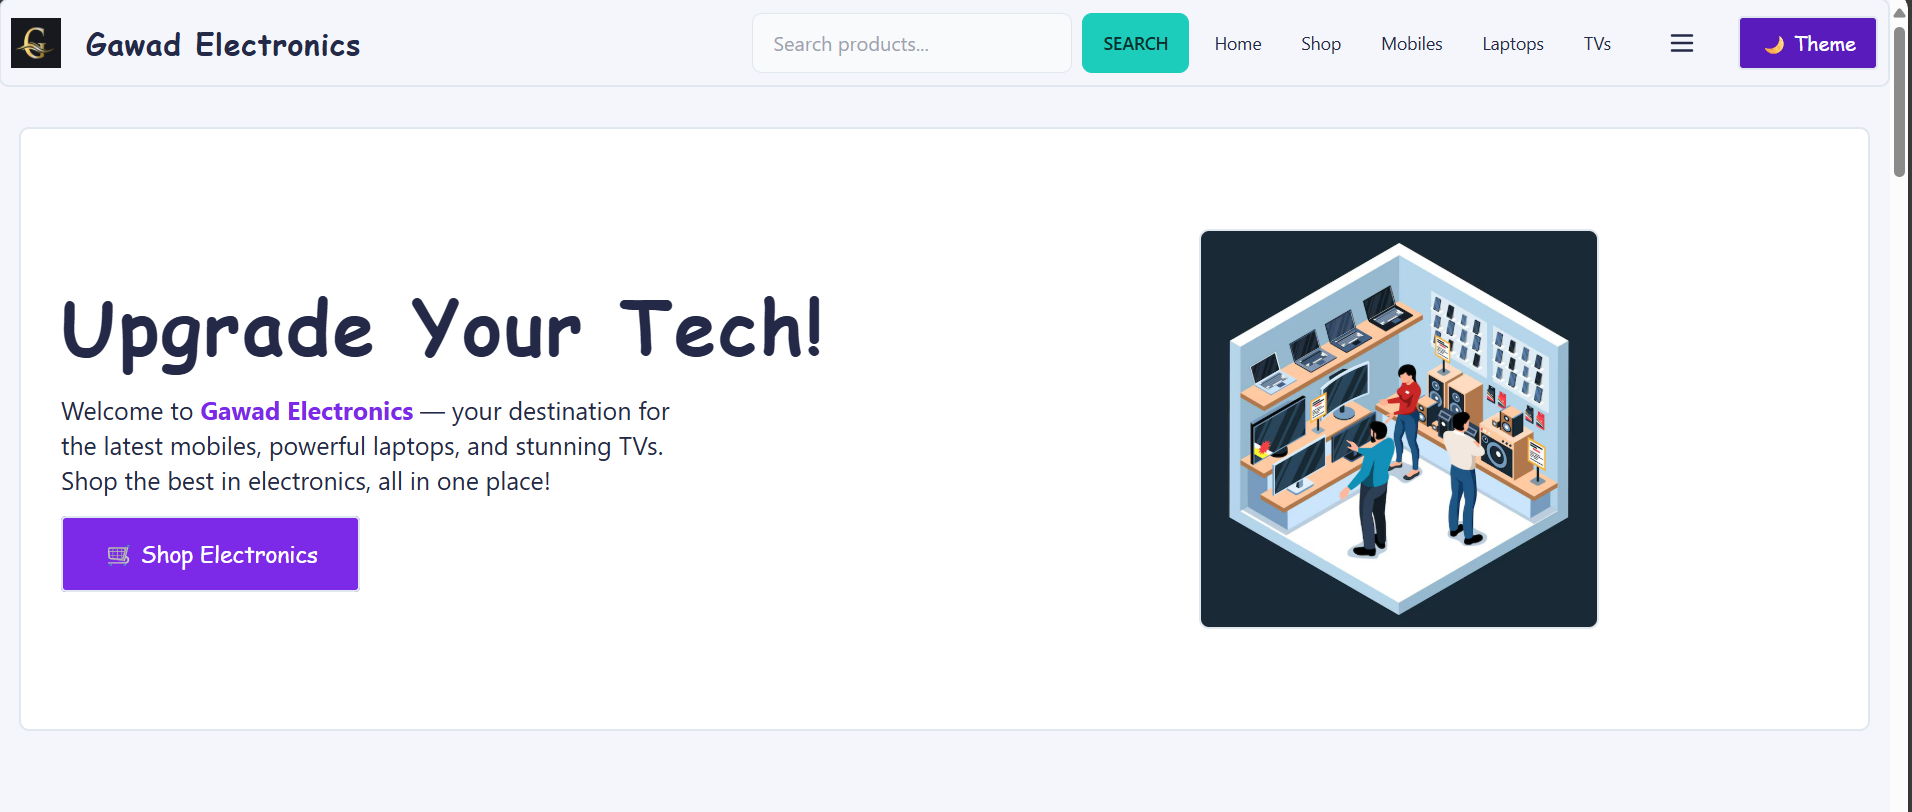 G
Gawad Electronics
Search products...
SEARCH
Home
Shop
Mobiles
Laptops
TVs
🌙 Theme
Upgrade Your Tech!
Welcome to Gawad Electronics — your destination for
the latest mobiles, powerful laptops, and stunning TVs.
Shop the best in electronics, all in one place!
🛒 Shop Electronics